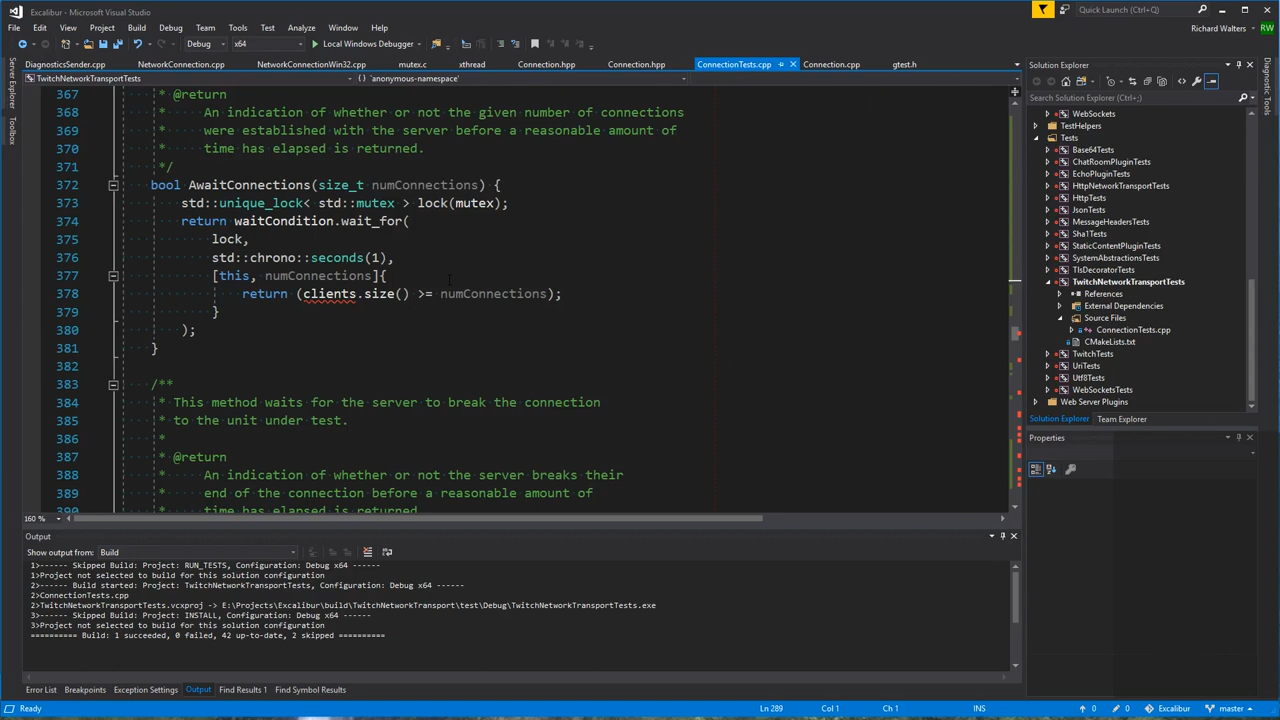 Excalibur - Microsoft Visual Studio
Quick Launch (Ctrl+Q)
File Edit View Project Build Debug Team Tools Test Analyze Window Help
Richard Walters RW
Debug x64 Local Windows Debugger
DiagnosticsSender.cpp NetworkConnection.cpp NetworkConnectionWin32.cpp mutex.c xthread Connection.hpp Connection.hpp ConnectionTests.cpp Connection.cpp gtest.h
TwitchNetworkTransportTests `anonymous-namespace'
Server Explorer
Toolbox
367 * @return
368 * An indication of whether or not the given number of connections
369 * were established with the server before a reasonable amount of
370 * time has elapsed is returned.
371 */
372 bool AwaitConnections(size_t numConnections) {
373 std::unique_lock< std::mutex > lock(mutex);
374 return waitCondition.wait_for(
375 lock,
376 std::chrono::seconds(1),
377 [this, numConnections]{
378 return (clients.size() >= numConnections);
379 }
380 );
381 }
382
383 /**
384 * This method waits for the server to break the connection
385 * to the unit under test.
386 *
387 * @return
388 * An indication of whether or not the server breaks their
389 * end of the connection before a reasonable amount of
390 * time has elapsed is returned.
160 %
Output
Show output from: Build
1>------ Skipped Build: Project: RUN_TESTS, Configuration: Debug x64 ------
1>Project not selected to build for this solution configuration
2>------ Build started: Project: TwitchNetworkTransportTests, Configuration: Debug x64 ------
2>ConnectionTests.cpp
2>TwitchNetworkTransportTests.vcxproj -> E:\Projects\Excalibur\build\TwitchNetworkTransport\test\Debug\TwitchNetworkTransportTests.exe
3>------ Skipped Build: Project: INSTALL, Configuration: Debug x64 ------
3>Project not selected to build for this solution configuration
========== Build: 1 succeeded, 0 failed, 42 up-to-date, 2 skipped ==========
Error List Breakpoints Exception Settings Output Find Results 1 Find Symbol Results
Solution Explorer
Search Solution Explorer (Ctrl+;)
WebSockets
TestHelpers
Tests
Base64Tests
ChatRoomPluginTests
EchoPluginTests
HttpNetworkTransportTests
HttpTests
JsonTests
MessageHeadersTests
Sha1Tests
StaticContentPluginTests
SystemAbstractionsTests
TlsDecoratorTests
TwitchNetworkTransportTests
References
External Dependencies
Source Files
ConnectionTests.cpp
CMakeLists.txt
TwitchTests
UriTests
Utf8Tests
WebSocketsTests
Web Server Plugins
Solution Explorer Team Explorer
Properties
Diagnostic Tools
Ready Ln 289 Col 1 Ch 1 INS 0 0 Excalibur master